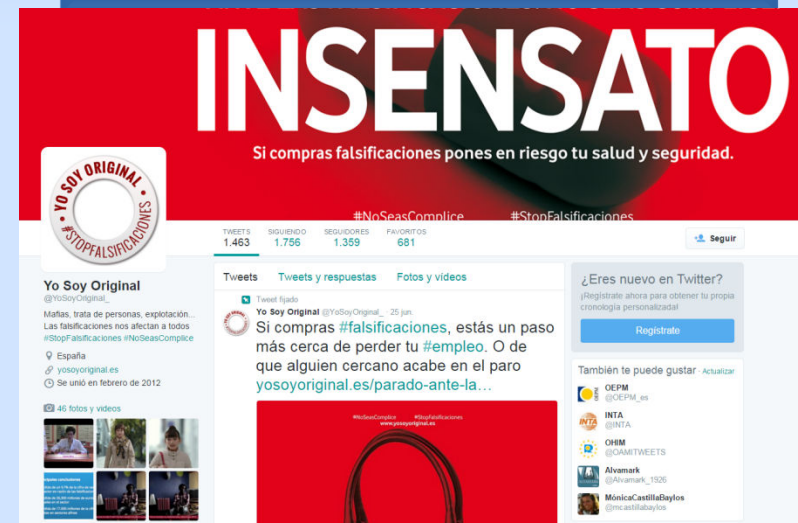 INSENSATO
Si compras falsificaciones pones en riesgo tu salud y seguridad.
#NoSeasComplice #StopFalsificaciones
• YO SOY ORIGINAL •
#STOPFALSIFICACIONES
TWEETS SIGUIENDO SEGUIDORES FAVORITOS
1.463 1.756 1.359 681
Seguir
Yo Soy Original
@YoSoyOriginal_
Mafias, trata de personas, explotación...
Las falsificaciones nos afectan a todos
#StopFalsificaciones #NoSeasComplice
España
yosoyoriginal.es
Se unió en febrero de 2012
46 fotos y videos
Tweets Tweets y respuestas Fotos y vídeos
Tweet fijado
Yo Soy Original @YoSoyOriginal_ · 25 jun.
Si compras #falsificaciones, estás un paso
más cerca de perder tu #empleo. O de
que alguien cercano acabe en el paro
yosoyoriginal.es/parado-ante-la…
#NoSeasComplice #StopFalsificaciones
www.yosoyoriginal.es
¿Eres nuevo en Twitter?
¡Regístrate ahora para obtener tu propia
cronología personalizada!
Regístrate
También te puede gustar · Actualizar
OEPM
@OEPM_es
INTA
INTA
@INTA
OHIM
@OAMITWEETS
Alvamark
@Alvamark_1926
MónicaCastillaBaylos
@mcastillabaylos